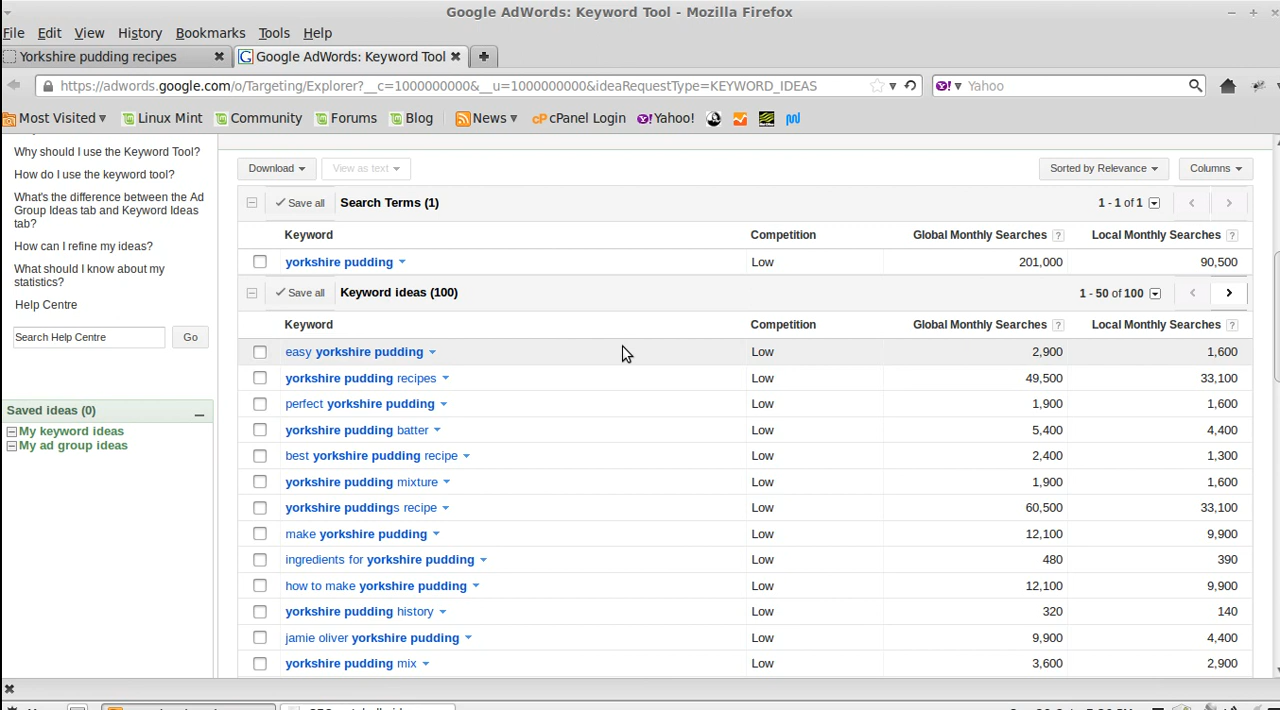 Google AdWords: Keyword Tool - Mozilla Firefox
File Edit View History Bookmarks Tools Help
Yorkshire pudding recipes Google AdWords: Keyword Tool
https://adwords.google.com/o/Targeting/Explorer?__c=1000000000&__u=1000000000&ideaRequestType=KEYWORD_IDEAS Yahoo
Most Visited Linux Mint Community Forums Blog News cPanel Login Yahoo!
Why should I use the Keyword Tool?
How do I use the keyword tool?
What's the difference between the Ad
Group Ideas tab and Keyword Ideas
tab?
How can I refine my ideas?
What should I know about my
statistics?
Help Centre
Search Help Centre Go
Saved ideas (0)
My keyword ideas
My ad group ideas
Download View as text Sorted by Relevance Columns
Save all Search Terms (1) 1 - 1 of 1
Keyword Competition Global Monthly Searches ? Local Monthly Searches ?
yorkshire pudding Low 201,000 90,500
Save all Keyword ideas (100) 1 - 50 of 100
Keyword Competition Global Monthly Searches ? Local Monthly Searches ?
easy yorkshire pudding Low 2,900 1,600
yorkshire pudding recipes Low 49,500 33,100
perfect yorkshire pudding Low 1,900 1,600
yorkshire pudding batter Low 5,400 4,400
best yorkshire pudding recipe Low 2,400 1,300
yorkshire pudding mixture Low 1,900 1,600
yorkshire puddings recipe Low 60,500 33,100
make yorkshire pudding Low 12,100 9,900
ingredients for yorkshire pudding Low 480 390
how to make yorkshire pudding Low 12,100 9,900
yorkshire pudding history Low 320 140
jamie oliver yorkshire pudding Low 9,900 4,400
yorkshire pudding mix Low 3,600 2,900